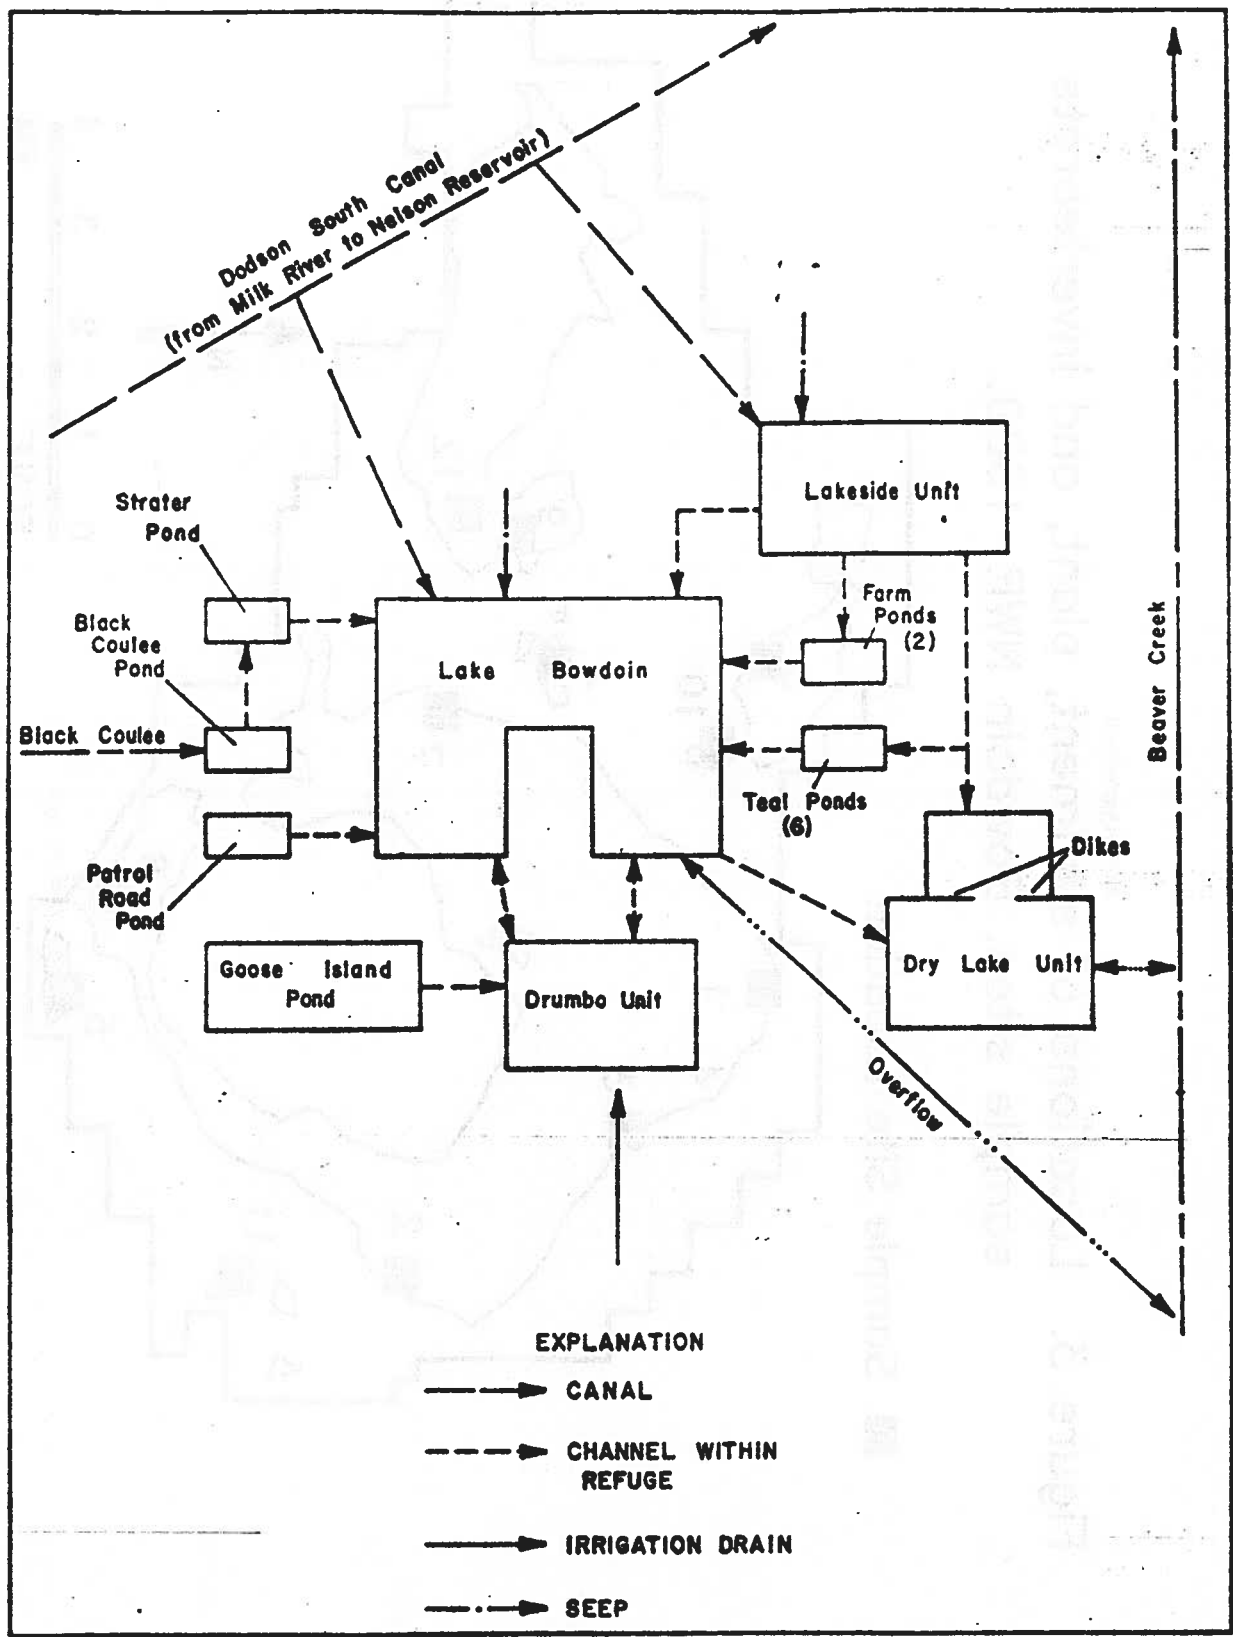 Dodson South Canal
(from Milk River to Nelson Reservoir)
Lakeside Unit
Strater
Pond
Farm
Ponds
(2)
Black
Coulee
Pond
Lake Bowdoin
Beaver Creek
Black Coulee
Teal Ponds
(6)
Dikes
Patrol
Road
Pond
Goose Island
Pond
Drumbo Unit
Dry Lake Unit
Overflow
EXPLANATION
CANAL
CHANNEL WITHIN
REFUGE
IRRIGATION DRAIN
SEEP